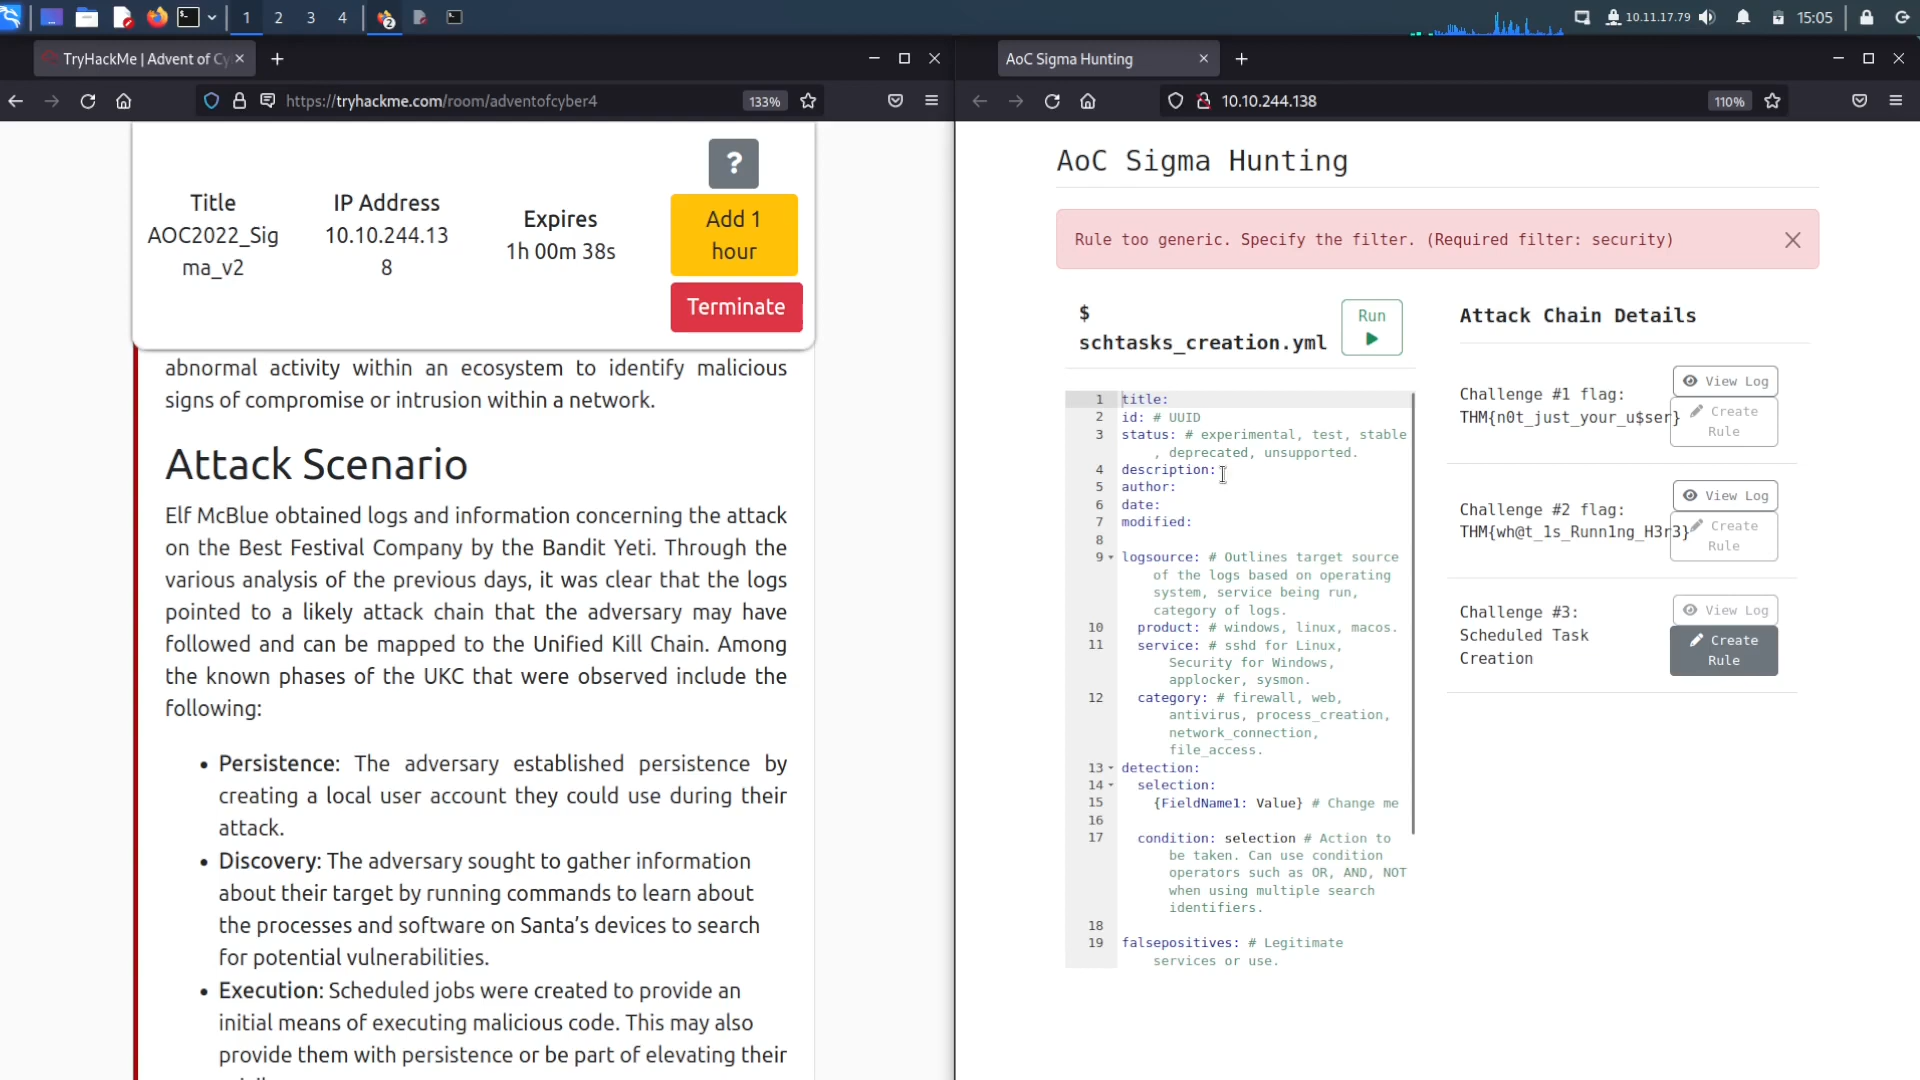 1 2 3 4
10.11.17.79
15:05
TryHackMe | Advent of Cy
https://tryhackme.com/room/adventofcyber4
133%
Title
AOC2022_Sig
ma_v2
IP Address
10.10.244.13
8
Expires
1h 00m 38s
?
Add 1
hour
Terminate
abnormal activity within an ecosystem to identify malicious
signs of compromise or intrusion within a network.
Attack Scenario
Elf McBlue obtained logs and information concerning the attack
on the Best Festival Company by the Bandit Yeti. Through the
various analysis of the previous days, it was clear that the logs
pointed to a likely attack chain that the adversary may have
followed and can be mapped to the Unified Kill Chain. Among
the known phases of the UKC that were observed include the
following:
• Persistence: The adversary established persistence by
creating a local user account they could use during their
attack.
• Discovery: The adversary sought to gather information
about their target by running commands to learn about
the processes and software on Santa's devices to search
for potential vulnerabilities.
• Execution: Scheduled jobs were created to provide an
initial means of executing malicious code. This may also
provide them with persistence or be part of elevating their
AoC Sigma Hunting
10.10.244.138
110%
AoC Sigma Hunting
Rule too generic. Specify the filter. (Required filter: security)
$
schtasks_creation.yml
Run
1 title:
2 id: # UUID
3 status: # experimental, test, stable
, deprecated, unsupported.
4 description:
5 author:
6 date:
7 modified:
8
9 logsource: # Outlines target source
of the logs based on operating
system, service being run,
category of logs.
10 product: # windows, linux, macos.
11 service: # sshd for Linux,
Security for Windows,
applocker, sysmon.
12 category: # firewall, web,
antivirus, process_creation,
network_connection,
file_access.
13 detection:
14 selection:
15 {FieldName1: Value} # Change me
16
17 condition: selection # Action to
be taken. Can use condition
operators such as OR, AND, NOT
when using multiple search
identifiers.
18
19 falsepositives: # Legitimate
services or use.
Attack Chain Details
Challenge #1 flag:
THM{n0t_just_your_u$ser}
View Log
Create
Rule
Challenge #2 flag:
THM{wh@t_1s_Runn1ng_H3r3}
View Log
Create
Rule
Challenge #3:
Scheduled Task
Creation
View Log
Create
Rule